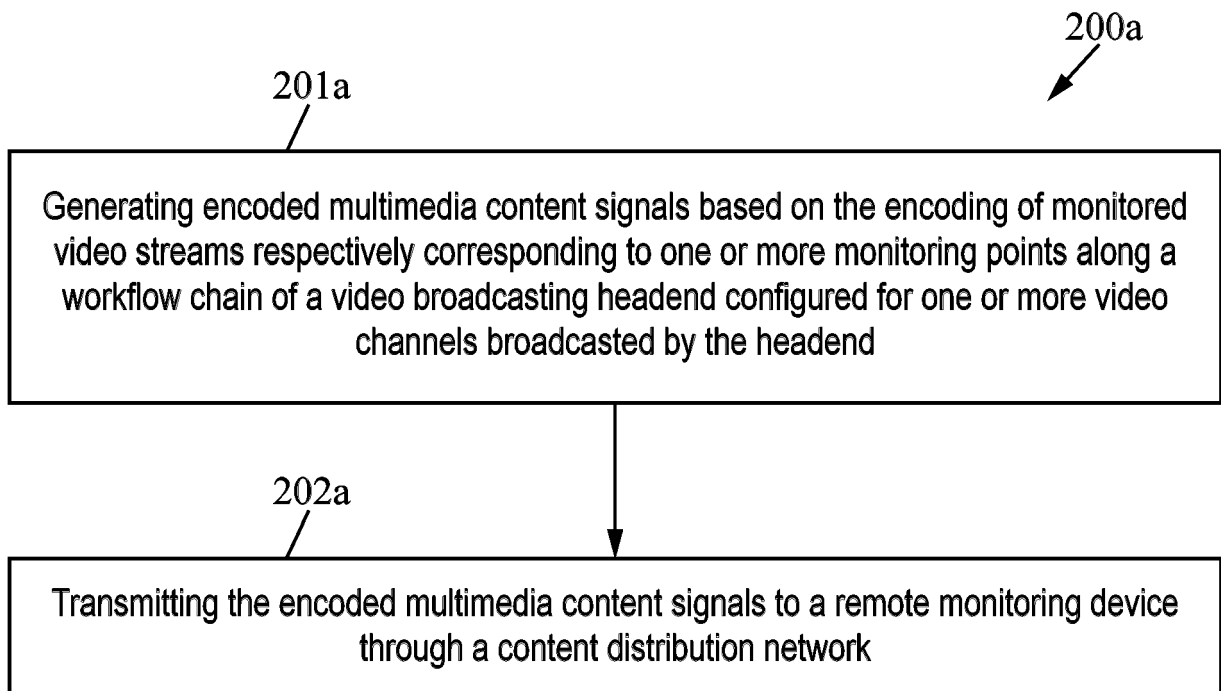 200a
201a
Generating encoded multimedia content signals based on the encoding of monitored
video streams respectively corresponding to one or more monitoring points along a
workflow chain of a video broadcasting headend configured for one or more video
channels broadcasted by the headend
202a
Transmitting the encoded multimedia content signals to a remote monitoring device
through a content distribution network